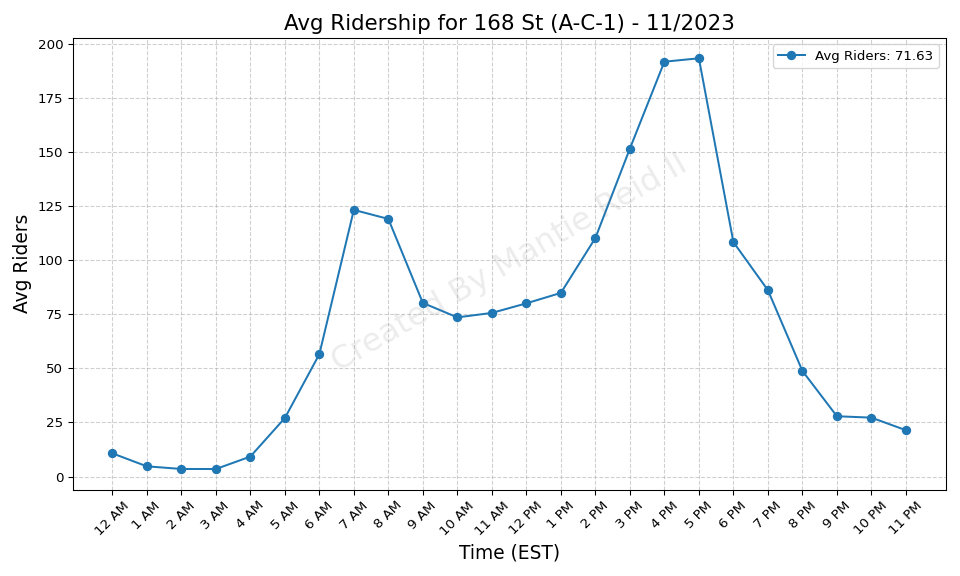 Avg Ridership for 168 St (A-C-1) - 11/2023
Avg Riders: 71.63
200
175
150
125
100
75
50
25
0
Avg Riders
Created By Mantle Reid II
12 AM
1 AM
2 AM
3 AM
4 AM
5 AM
6 AM
7 AM
8 AM
9 AM
10 AM
11 AM
12 PM
1 PM
2 PM
3 PM
4 PM
5 PM
6 PM
7 PM
8 PM
9 PM
10 PM
11 PM
Time (EST)